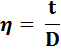 η = t/D